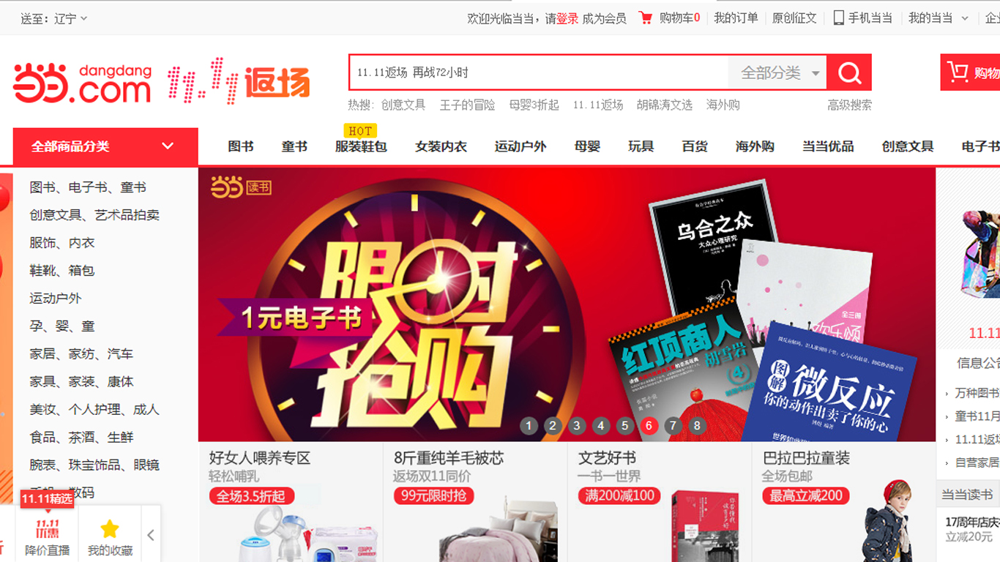 送至：辽宁
欢迎光临当当，请登录 成为会员
购物车0
我的订单
原创征文
手机当当
我的当当
dangdang
.com
11.11返场
11.11返场 再战72小时
全部分类
购物
热搜：
创意文具
王子的冒险
母婴3折起
11.11返场
胡锦涛文选
海外购
高级搜索
全部商品分类
HOT
图书
童书
服装鞋包
女装内衣
运动户外
母婴
玩具
百货
海外购
当当优品
创意文具
电子书
图书、电子书、童书
创意文具、艺术品拍卖
服饰、内衣
鞋靴、箱包
运动户外
孕、婴、童
家居、家纺、汽车
家具、家装、康体
美妆、个人护理、成人
食品、茶酒、生鲜
腕表、珠宝饰品、眼镜
数码
11.11精选
11.11
优惠
降价直播
我的收藏
当当
读书
限时
1元电子书
抢购
乌合之众
大众心理研究
全三册
欢乐颂
红顶商人
胡雪岩
4
图解
微反应
你的动作出卖了你的心
1
2
3
4
5
6
7
8
好女人喂养专区
轻松哺乳
全场3.5折起
8斤重纯羊毛被芯
返场双11同价
99元限时抢
文艺好书
一书一世界
满200减100
你若懂我
该有多好
巴拉巴拉童装
全场包邮
最高立减200
11.11
信息公告
万种图书
童书11月
11.11返场
自营家居
当当读书
17周年店庆
立减20元